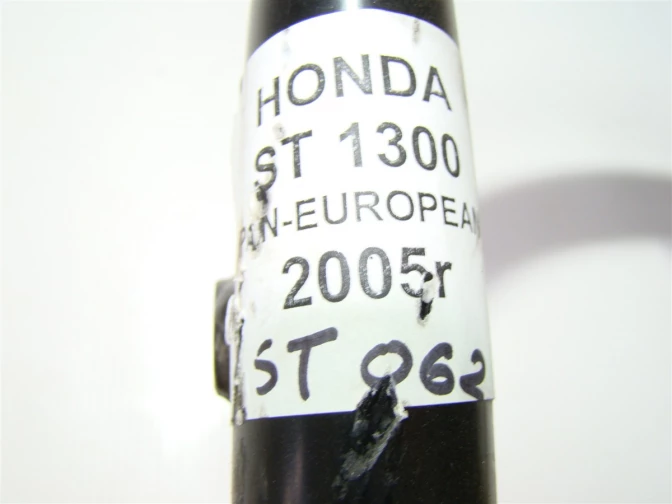 HONDA
ST 1300
PAN-EUROPEAN
2005r
ST 062